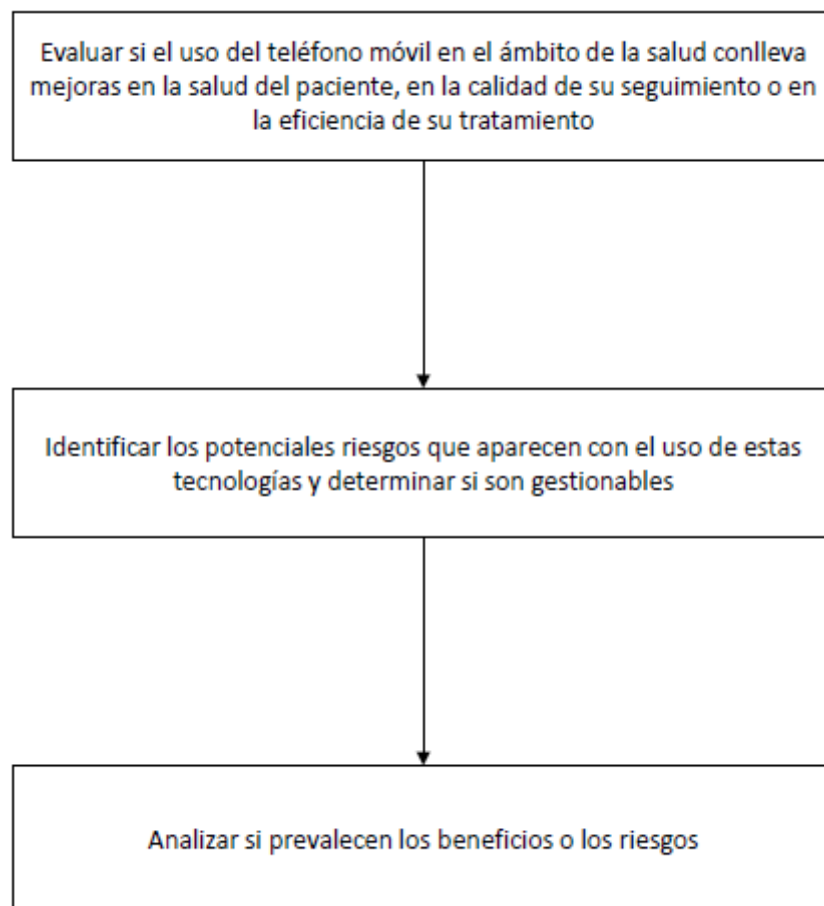 Evaluar si el uso del teléfono móvil en el ámbito de la salud conlleva
mejoras en la salud del paciente, en la calidad de su seguimiento o en
la eficiencia de su tratamiento
Identificar los potenciales riesgos que aparecen con el uso de estas
tecnologías y determinar si son gestionables
Analizar si prevalecen los beneficios o los riesgos